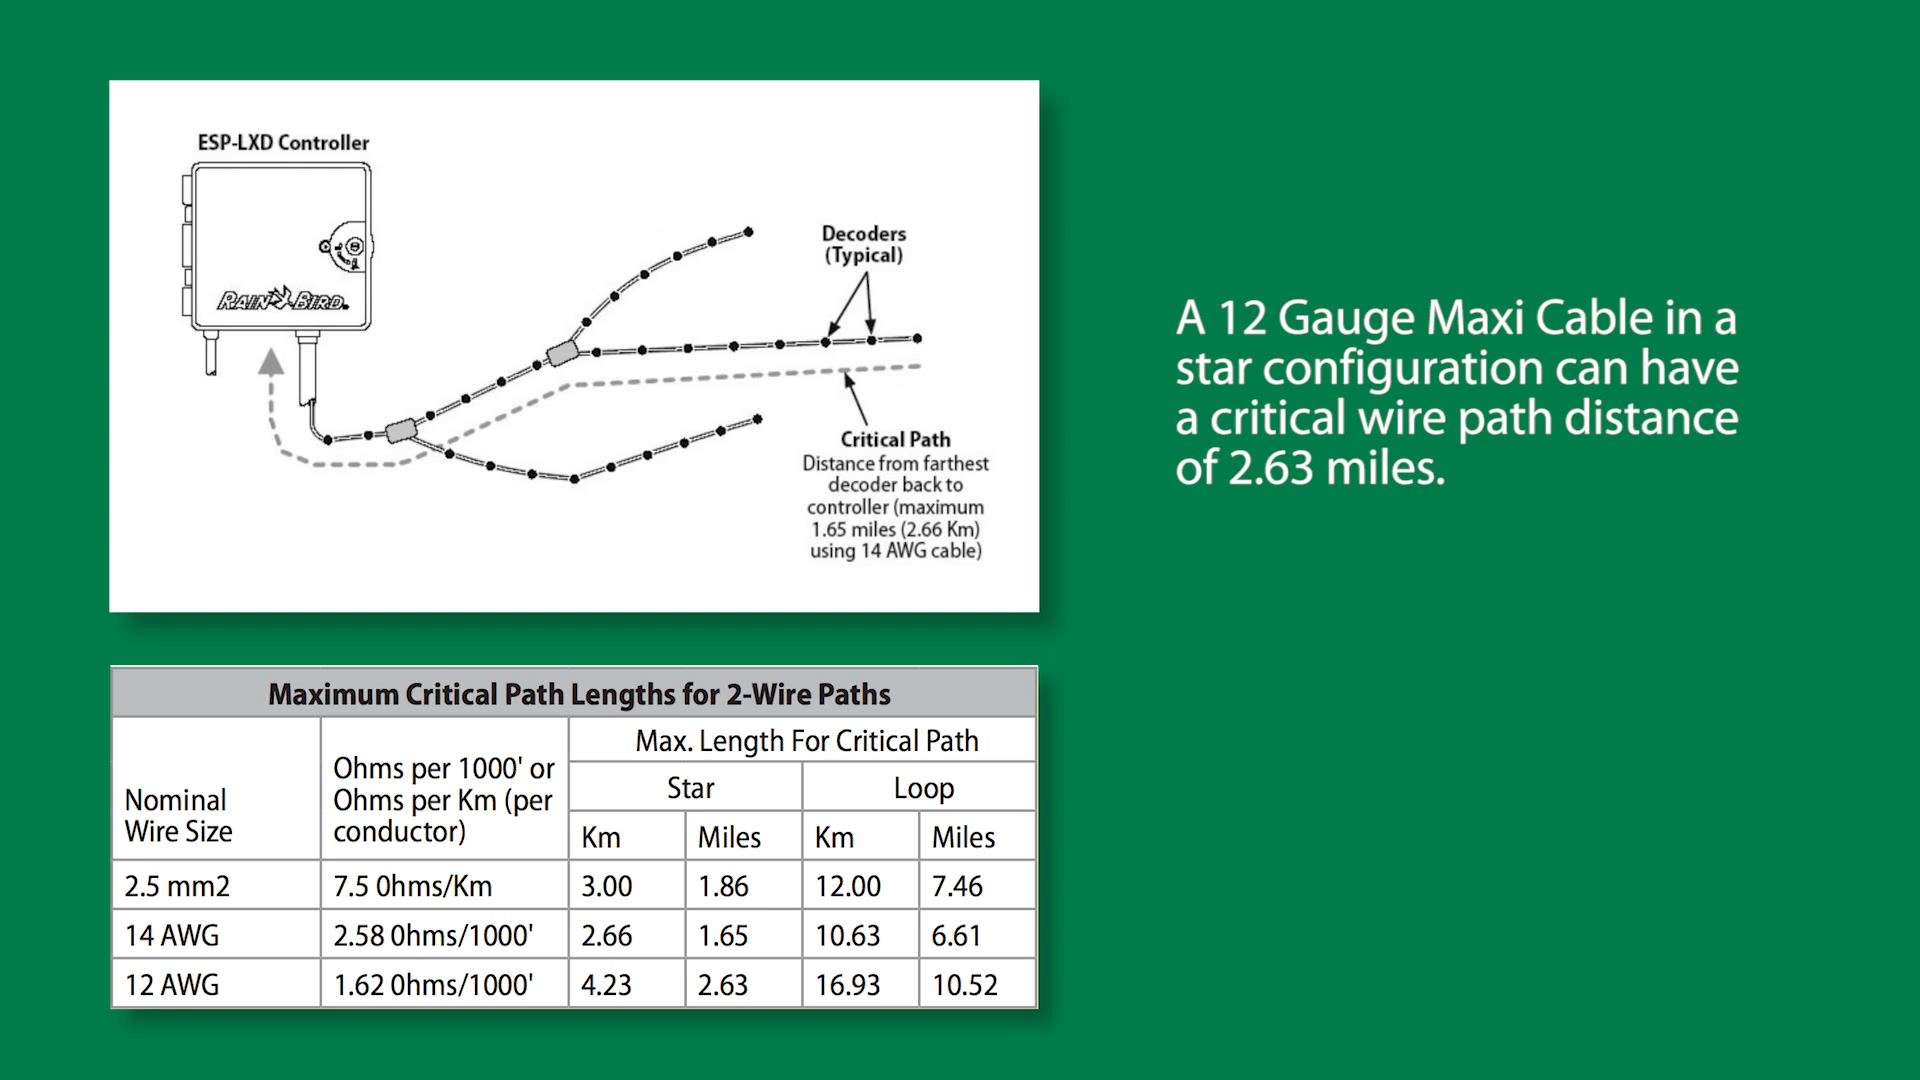 ESP-LXD Controller
RAIN BIRD
Decoders
(Typical)
Critical Path
Distance from farthest
decoder back to
controller (maximum
1.65 miles (2.66 Km)
using 14 AWG cable)
A 12 Gauge Maxi Cable in a
star configuration can have
a critical wire path distance
of 2.63 miles.
Maximum Critical Path Lengths for 2-Wire Paths
Nominal
Wire Size
Ohms per 1000' or
Ohms per Km (per
conductor)
Max. Length For Critical Path
Star Loop
Km Miles Km Miles
2.5 mm2 7.5 0hms/Km 3.00 1.86 12.00 7.46
14 AWG 2.58 0hms/1000' 2.66 1.65 10.63 6.61
12 AWG 1.62 0hms/1000' 4.23 2.63 16.93 10.52